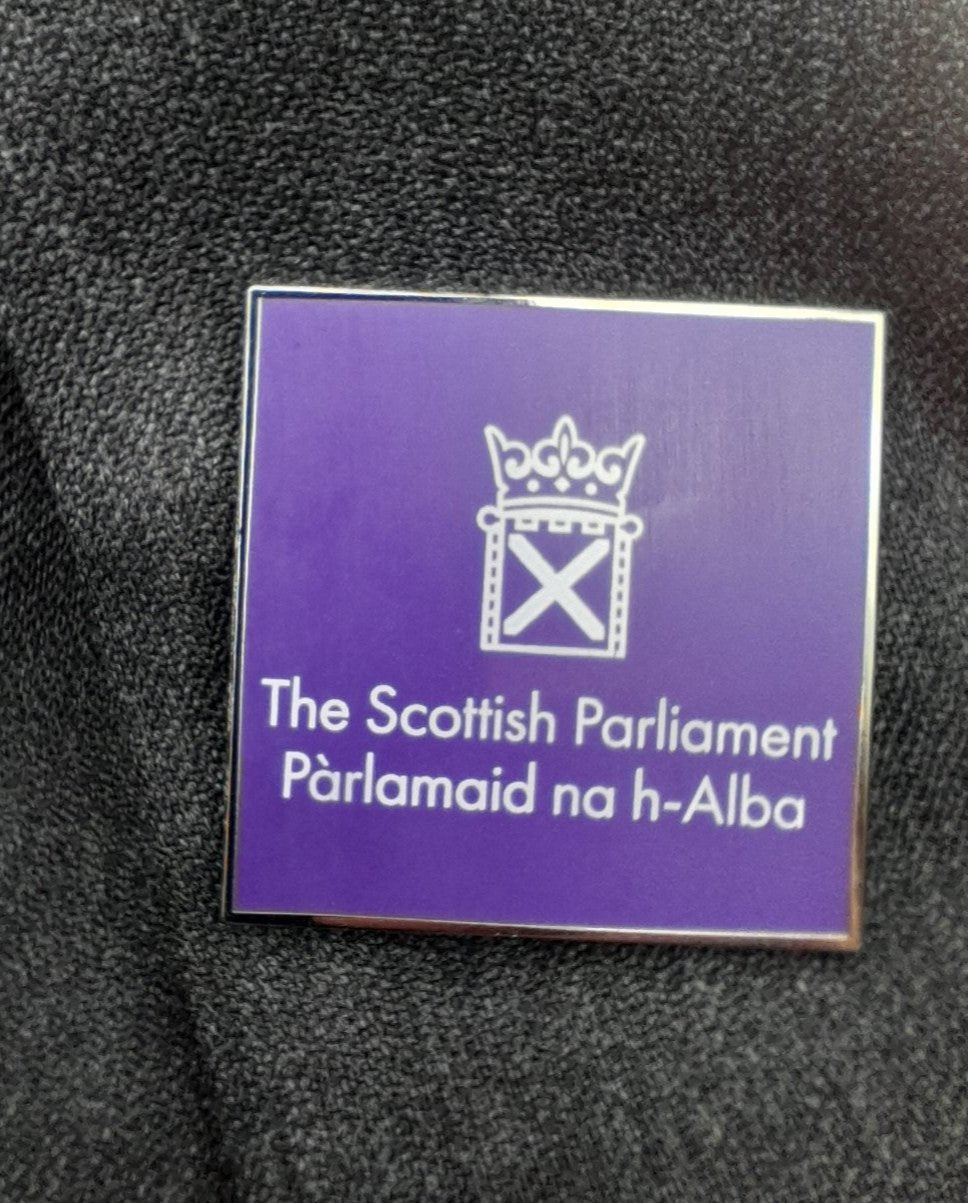 The Scottish Parliament
Pàrlamaid na h-Alba